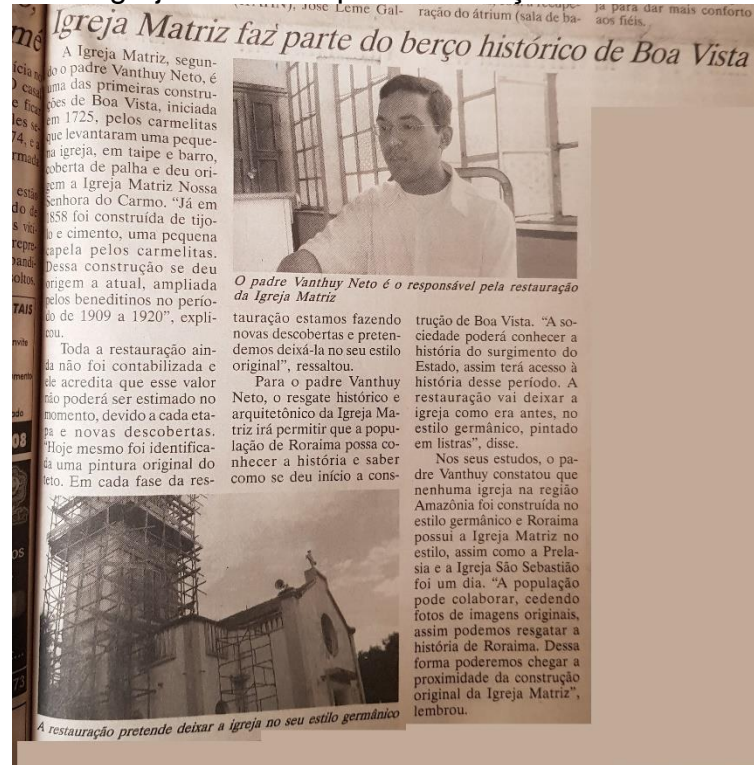 José Leme Gal-
ração do átrium (sala de ba-
ja para dar mais conforto
aos fiéis.
Igreja Matriz faz parte do berço histórico de Boa Vista
A Igreja Matriz, segun-
do o padre Vanthuy Neto, é
uma das primeiras constru-
ções de Boa Vista, iniciada
em 1725, pelos carmelitas
que levantaram uma peque-
na igreja, em taipe e barro,
coberta de palha e deu ori-
gem a Igreja Matriz Nossa
Senhora do Carmo. “Já em
1858 foi construída de tijo-
lo e cimento, uma pequena
capela pelos carmelitas.
Dessa construção se deu
origem a atual, ampliada
pelos beneditinos no perío-
do de 1909 a 1920”, expli-
cou.
Toda a restauração ain-
da não foi contabilizada e
ele acredita que esse valor
não poderá ser estimado no
momento, devido a cada eta-
pa e novas descobertas.
“Hoje mesmo foi identifica-
da uma pintura original do
teto. Em cada fase da res-
O padre Vanthuy Neto é o responsável pela restauração
da Igreja Matriz
tauração estamos fazendo
novas descobertas e preten-
demos deixá-la no seu estilo
original”, ressaltou.
Para o padre Vanthuy
Neto, o resgate histórico e
arquitetônico da Igreja Ma-
triz irá permitir que a popu-
lação de Roraima possa co-
nhecer a história e saber
como se deu início a cons-
trução de Boa Vista. “A so-
ciedade poderá conhecer a
história do surgimento do
Estado, assim terá acesso à
história desse período. A
restauração vai deixar a
igreja como era antes, no
estilo germânico, pintado
em listras”, disse.
Nos seus estudos, o pa-
dre Vanthuy constatou que
nenhuma igreja na região
Amazônia foi construída no
estilo germânico e Roraima
possui a Igreja Matriz no
estilo, assim como a Prela-
sia e a Igreja São Sebastião
foi um dia. “A população
pode colaborar, cedendo
fotos de imagens originais,
assim podemos resgatar a
história de Roraima. Dessa
forma poderemos chegar a
proximidade da construção
original da Igreja Matriz”,
lembrou.
A restauração pretende deixar a igreja no seu estilo germânico